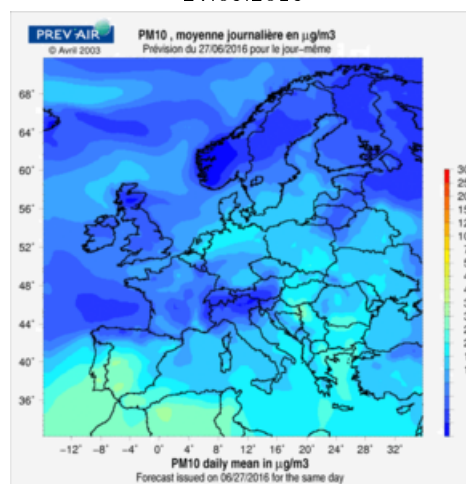 PREV'AIR
© Avril 2003
PM10 , moyenne journalière en µg/m3
Prévision du 27/06/2016 pour le jour-même
68°
64°
60°
56°
52°
48°
44°
40°
36°
−12° −8° −4° 0° 4° 8° 12° 16° 20° 24° 28° 32°
PM10 daily mean in µg/m3
Forecast issued on 06/27/2016 for the same day